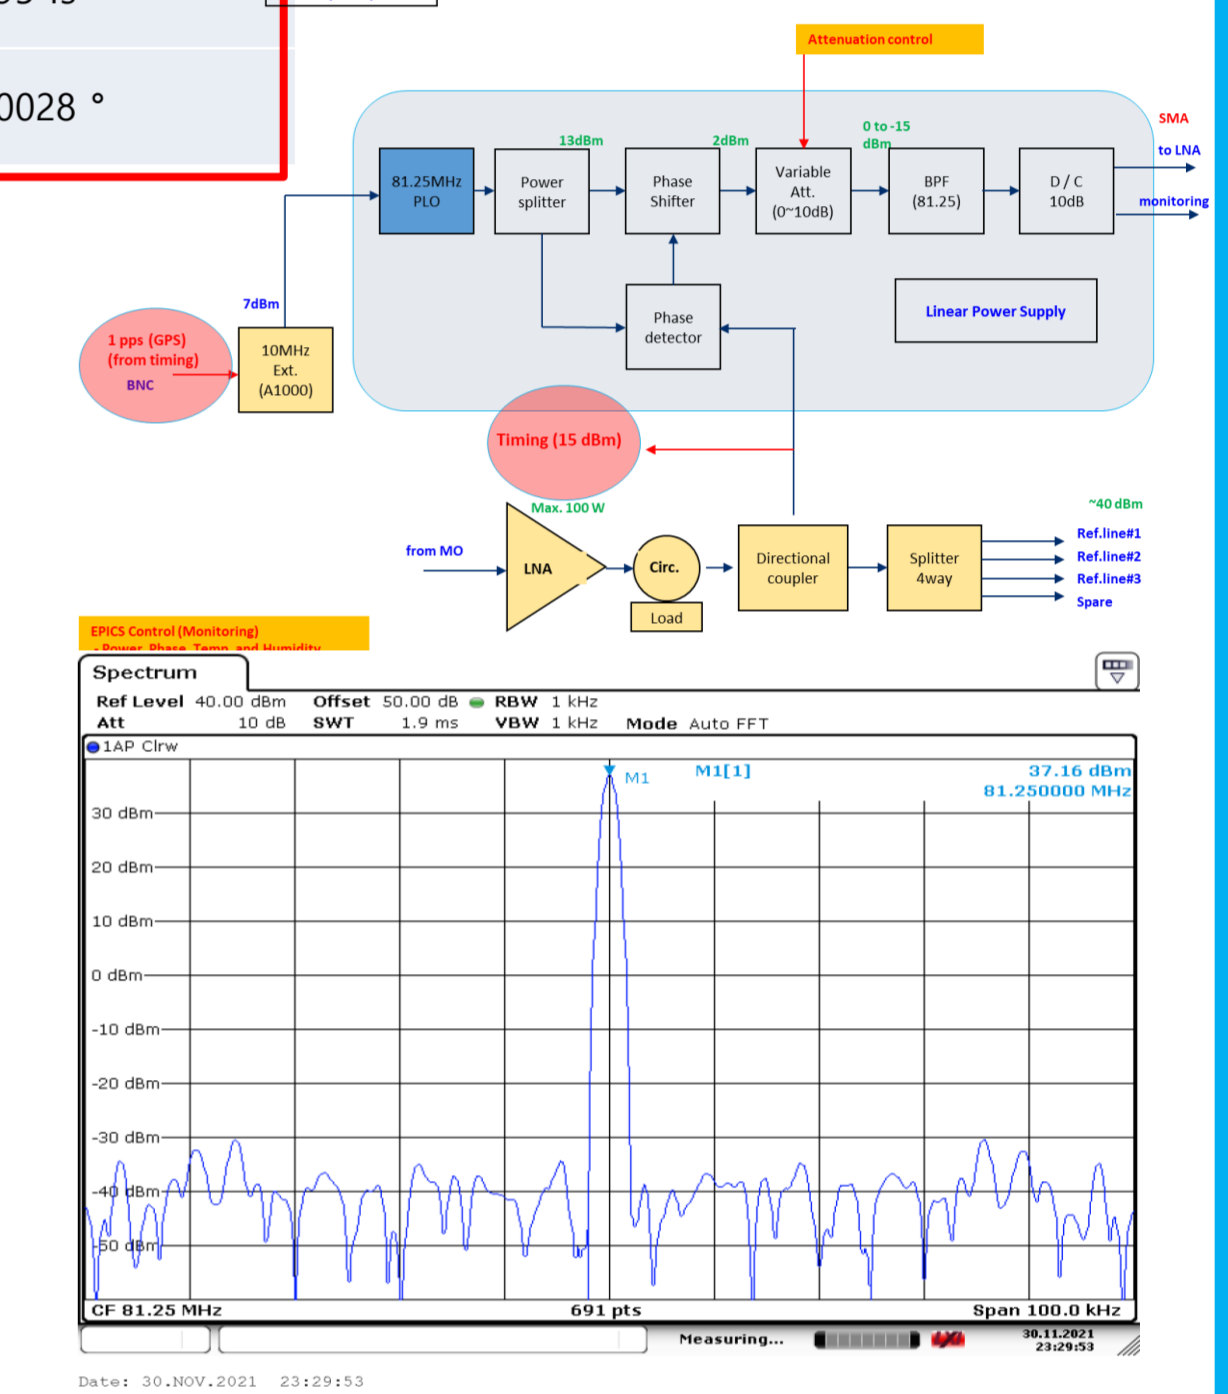 0028 °
Attenuation control
13dBm
2dBm
0 to -15
dBm
SMA
to LNA
monitoring
81.25MHz
PLO
Power
splitter
Phase
Shifter
Variable
Att.
(0~10dB)
BPF
(81.25)
D / C
10dB
7dBm
1 pps (GPS)
(from timing)
BNC
10MHz
Ext.
(A1000)
Phase
detector
Linear Power Supply
Timing (15 dBm)
Max. 100 W
~40 dBm
from MO
LNA
Circ.
Load
Directional
coupler
Splitter
4way
Ref.line#1
Ref.line#2
Ref.line#3
Spare
EPICS Control (Monitoring)
- Power, Phase, Temp, and Humidity
Spectrum
Ref Level 40.00 dBm Offset 50.00 dB RBW 1 kHz
Att 10 dB SWT 1.9 ms VBW 1 kHz Mode Auto FFT
1AP Clrw
M1
M1[1] 37.16 dBm
81.250000 MHz
30 dBm
20 dBm
10 dBm
0 dBm
-10 dBm
-20 dBm
-30 dBm
-40 dBm
-50 dBm
CF 81.25 MHz 691 pts Span 100.0 kHz
Measuring... 30.11.2021
23:29:53
Date: 30.NOV.2021 23:29:53